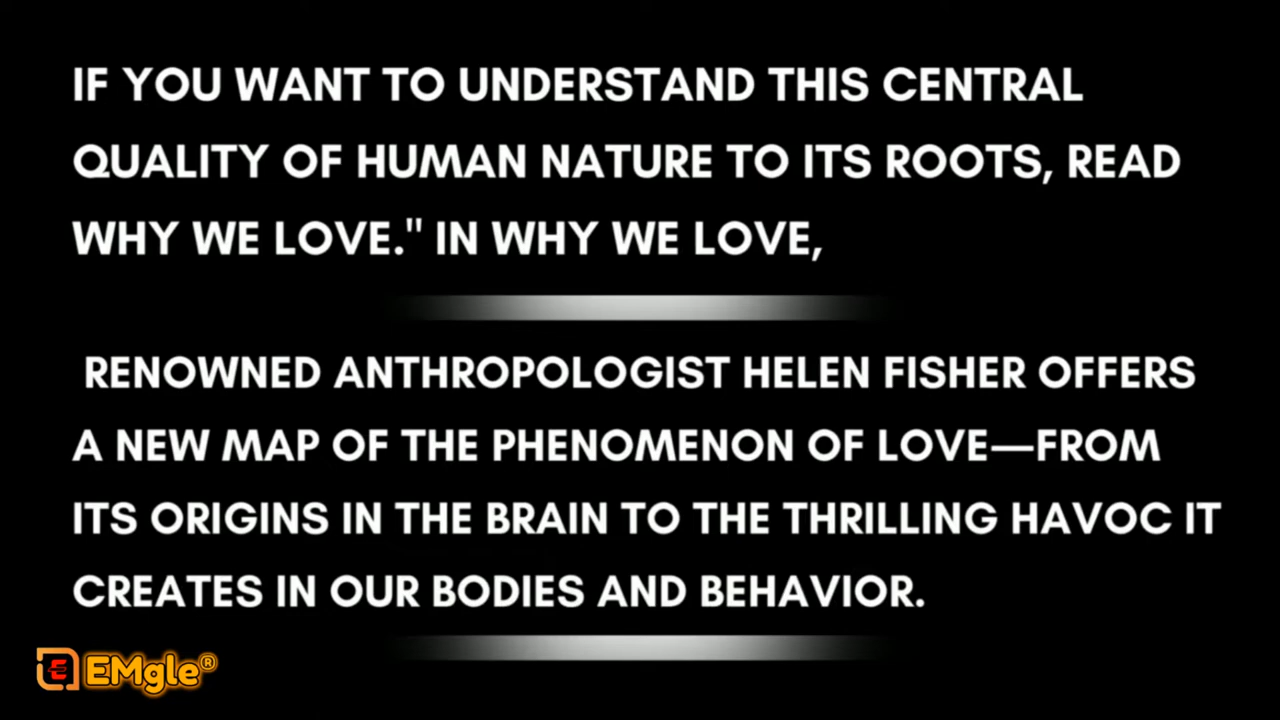 IF YOU WANT TO UNDERSTAND THIS CENTRAL
QUALITY OF HUMAN NATURE TO ITS ROOTS, READ
WHY WE LOVE." IN WHY WE LOVE,
RENOWNED ANTHROPOLOGIST HELEN FISHER OFFERS
A NEW MAP OF THE PHENOMENON OF LOVE—FROM
ITS ORIGINS IN THE BRAIN TO THE THRILLING HAVOC IT
CREATES IN OUR BODIES AND BEHAVIOR.
EMgle®